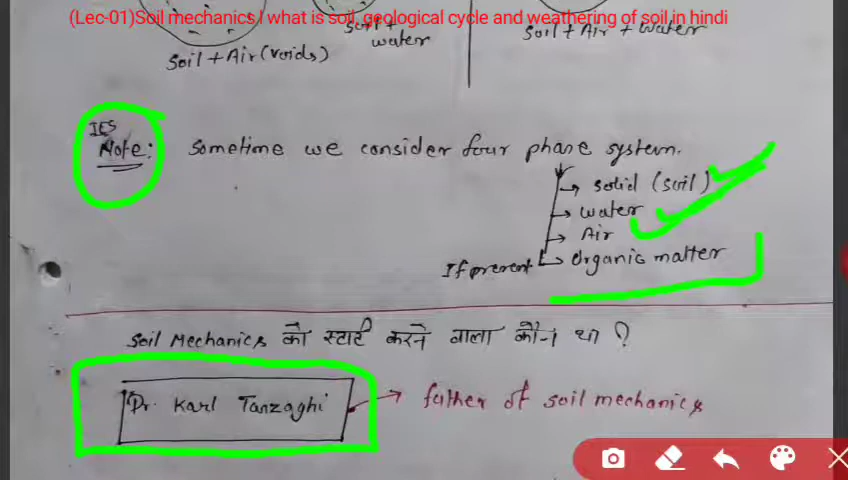 (Lec-01)Soil mechanics I what is soil, geological cycle and weathering of soil in hindi
Soil + Air (voids)
Soil +
water
Soil + Air + Water
IES
Note: Sometime we consider four phase system.
→ solid (soil)
→ water
→ Air
If present → Organic matter
Soil Mechanics को स्टार्ट करने वाला कौन था ?
Dr. Karl Tarzaghi → father of soil mechanics